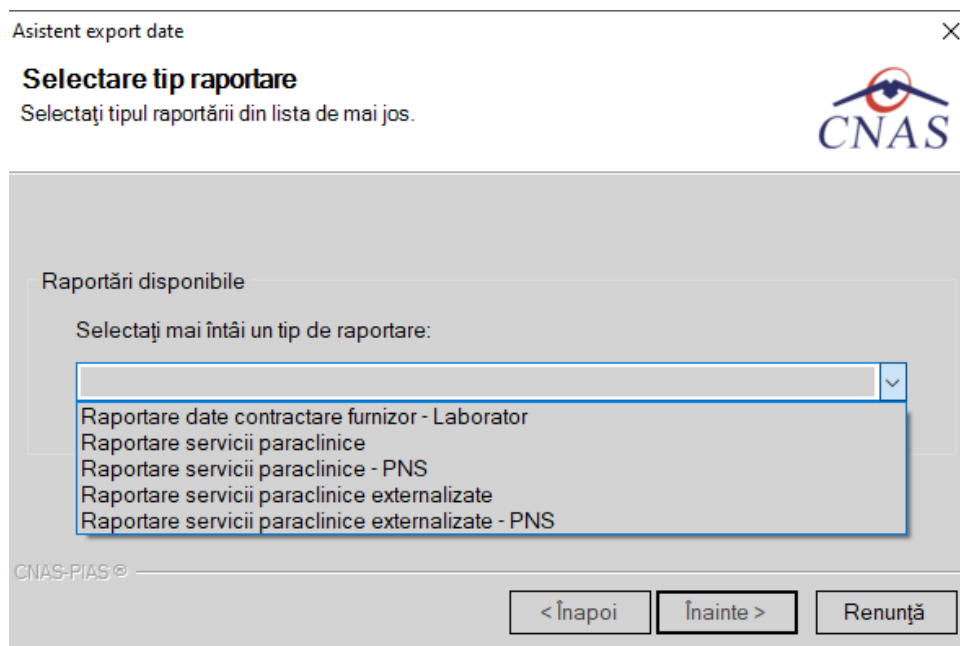 Asistent export date
Selectare tip raportare
Selectaţi tipul raportării din lista de mai jos.
CNAS
Raportări disponibile
Selectaţi mai întâi un tip de raportare:
Raportare date contractare furnizor - Laborator
Raportare servicii paraclinice
Raportare servicii paraclinice - PNS
Raportare servicii paraclinice externalizate
Raportare servicii paraclinice externalizate - PNS
CNAS-PIAS ®
< Înapoi Înainte > Renunţă